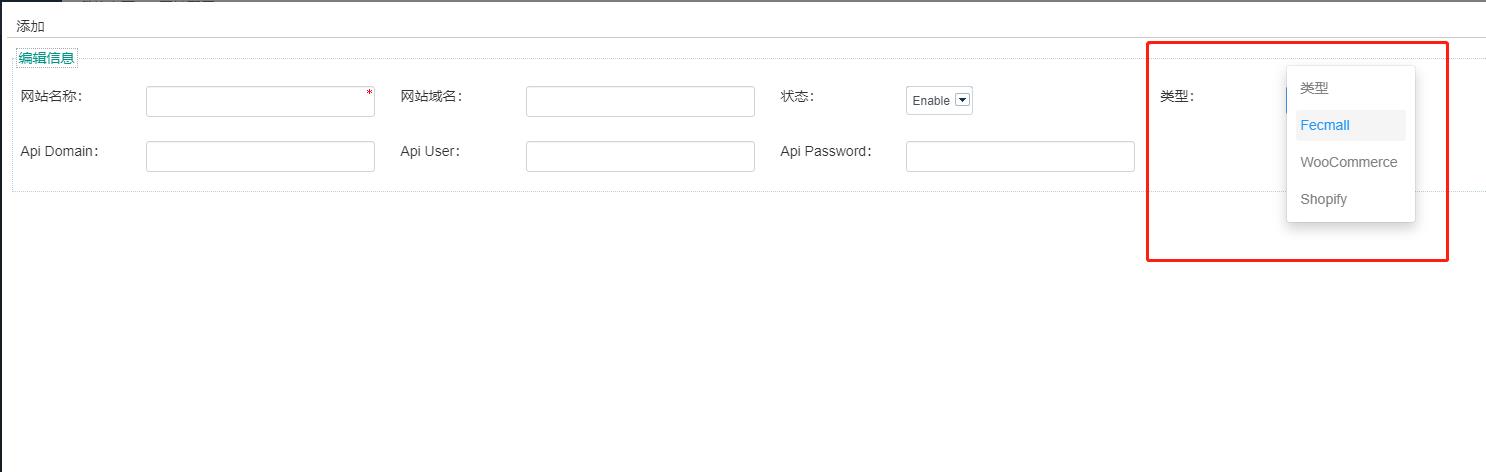 添加
编辑信息
网站名称：
*
网站域名：
状态：
Enable
类型：
类型
Fecmall
WooCommerce
Shopify
Api Domain：
Api User：
Api Password：